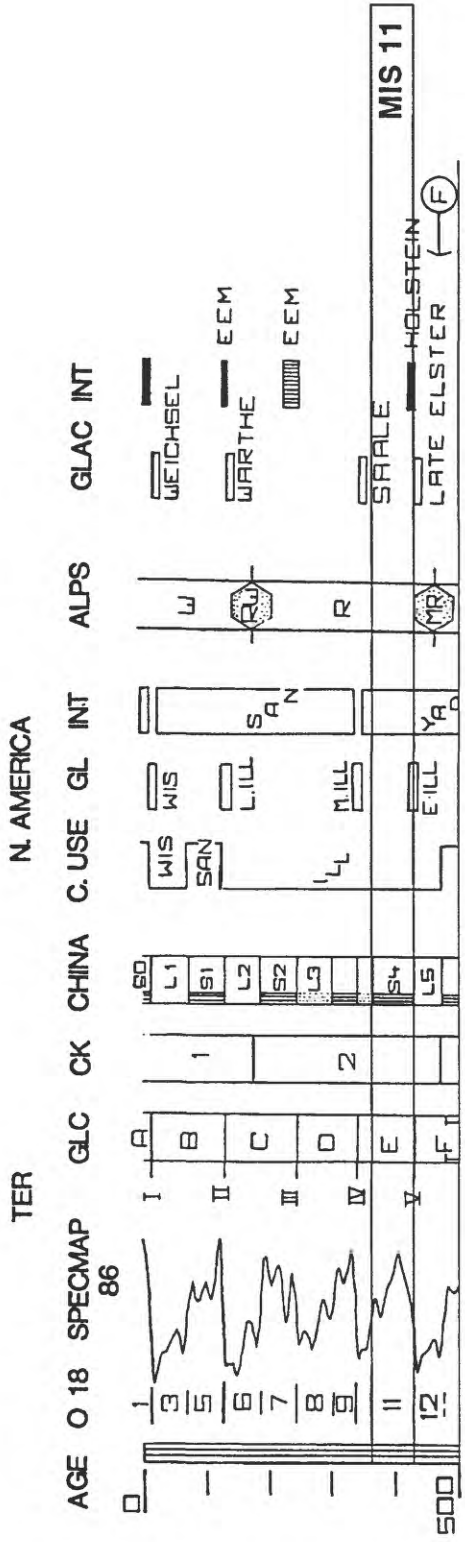 TER
N. AMERICA
AGE O 18 SPECMAP GLC CK CHINA C. USE GL INT ALPS GLAC INT
86
0
500
1
3
5
6
7
8
9
11
12
I
II
III
IV
V
A
B
C
D
E
F
1
2
S0
L1
S1
L2
S2
L3
S4
L5
WIS
SAN
ILL
WIS
L.ILL
M.ILL
E.ILL
SAN
YAR
W
RW
R
MR
WEICHSEL
EEM
WARTHE
EEM
SAALE
HOLSTEIN
LATE ELSTER
F
MIS 11